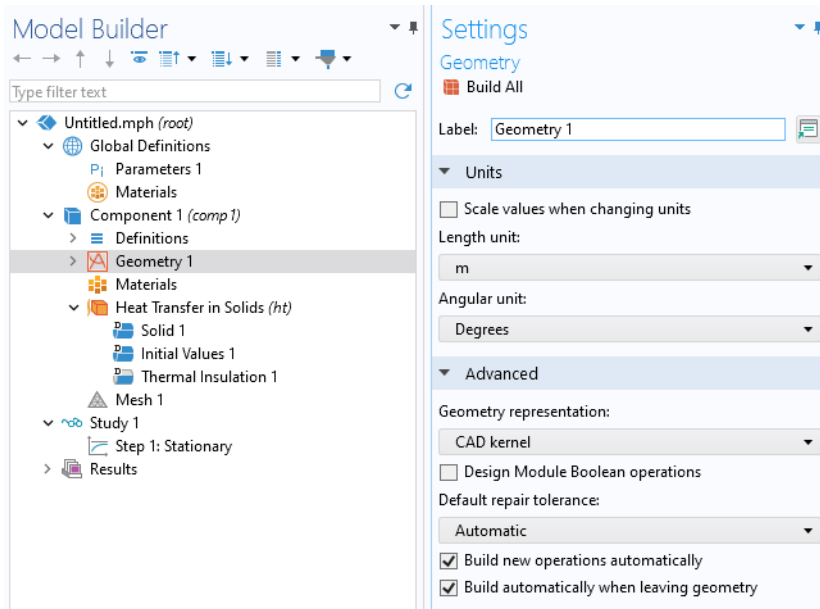 Model Builder
Type filter text
Untitled.mph (root)
Global Definitions
Pi Parameters 1
Materials
Component 1 (comp1)
Definitions
Geometry 1
Materials
Heat Transfer in Solids (ht)
D Solid 1
D Initial Values 1
D Thermal Insulation 1
Mesh 1
Study 1
Step 1: Stationary
Results
Settings
Geometry
Build All
Label: Geometry 1
Units
Scale values when changing units
Length unit:
m
Angular unit:
Degrees
Advanced
Geometry representation:
CAD kernel
Design Module Boolean operations
Default repair tolerance:
Automatic
Build new operations automatically
Build automatically when leaving geometry